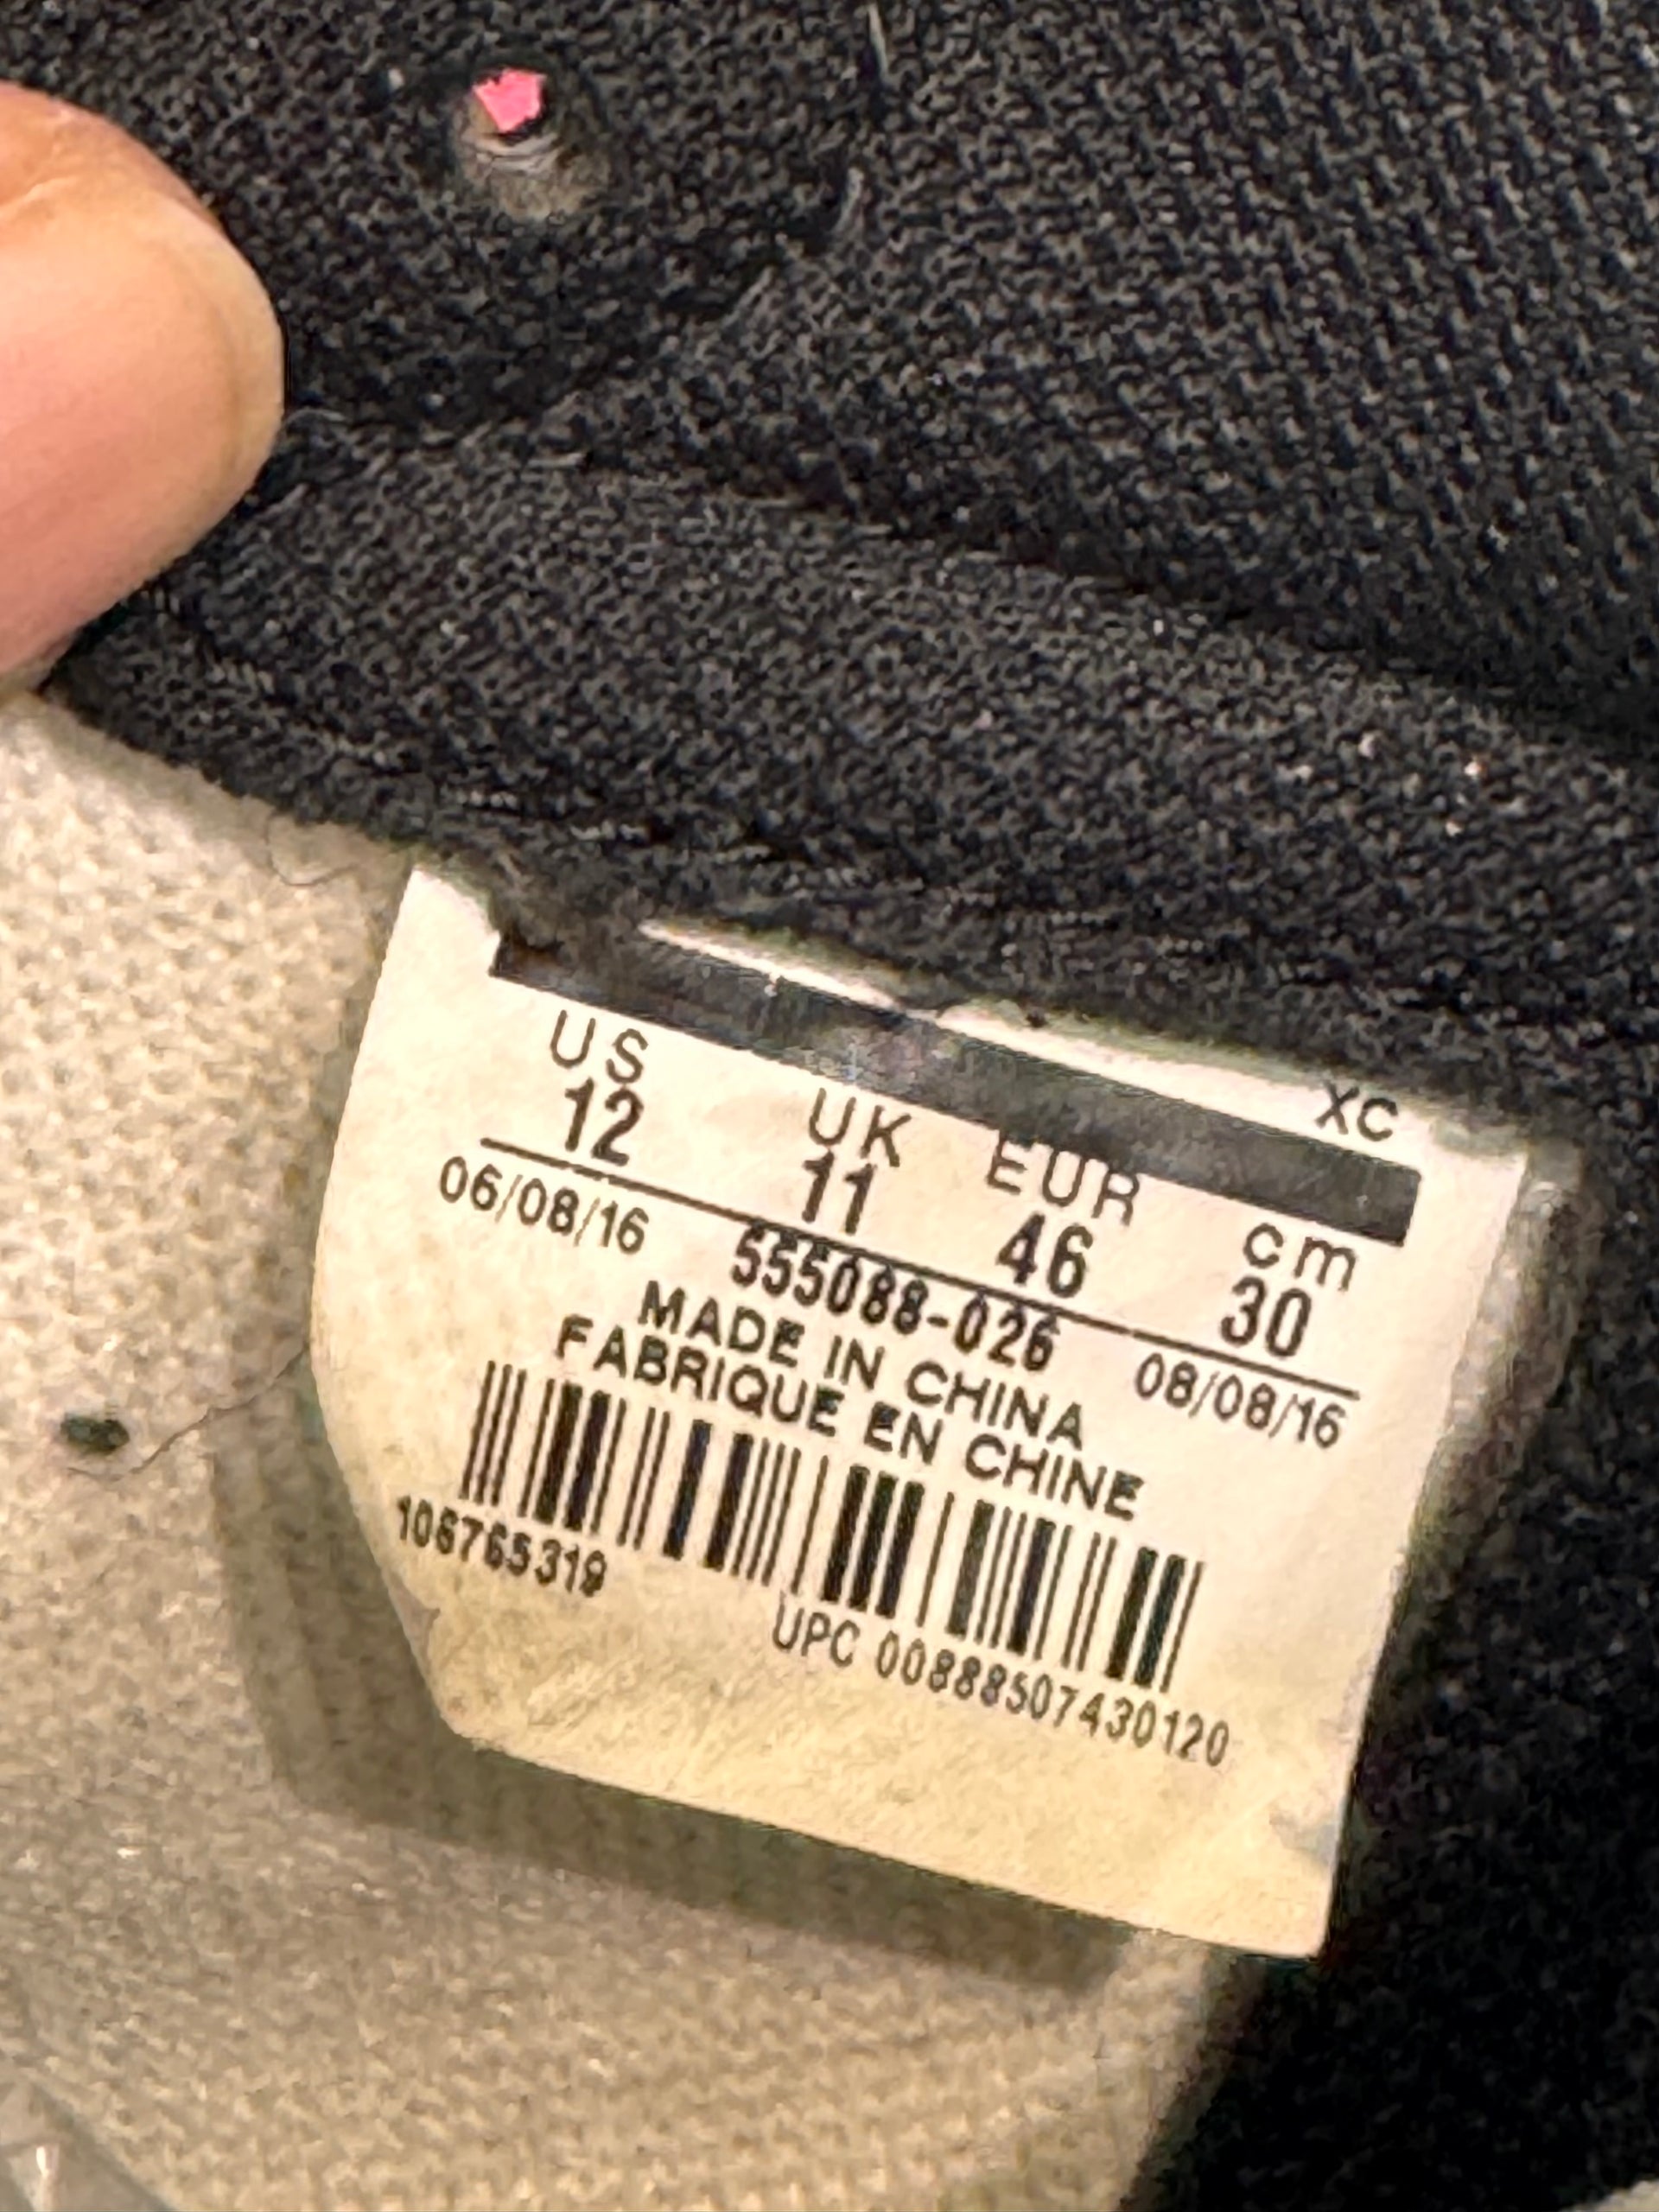 XC
US UK EUR cm
12 11 46 30
06/08/16 555088-026 08/08/16
MADE IN CHINA
FABRIQUE EN CHINE
106765319
UPC 00888507430120